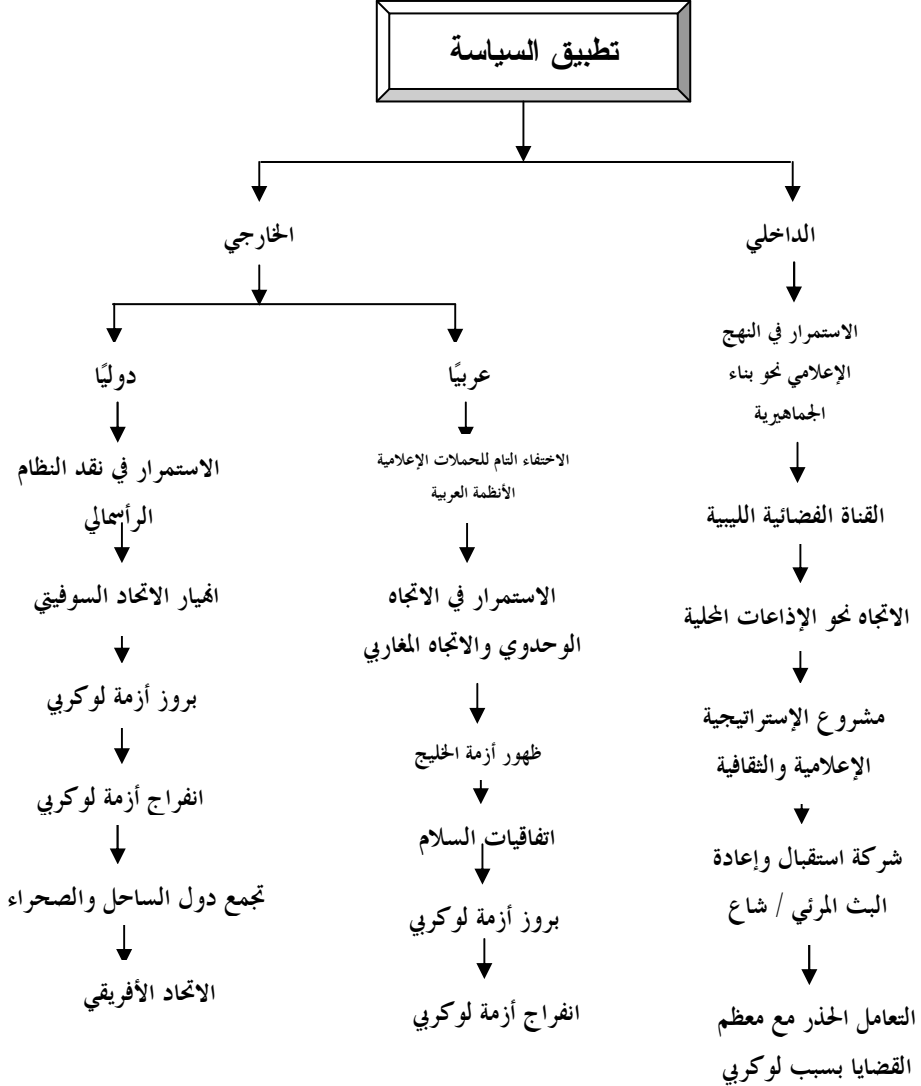 تطبيق السياسة
الداخلي
الاستمرار في النهج
الإعلامي نحو بناء
الجماهيرية
القناة الفضائية الليبية
الاتجاه نحو الإذاعات المحلية
مشروع الإستراتيجية
الإعلامية والثقافية
شركة استقبال وإعادة
البث المرئي / شاع
التعامل الحذر مع معظم
القضايا بسبب لوكربي
الخارجي
عربيًا
الاختفاء التام للحملات الإعلامية
الأنظمة العربية
الاستمرار في الاتجاه
الوحدوي والاتجاه المغاربي
ظهور أزمة الخليج
اتفاقيات السلام
بروز أزمة لوكربي
انفراج أزمة لوكربي
دوليًا
الاستمرار في نقد النظام
الرأسمالي
انهيار الاتحاد السوفيتي
بروز أزمة لوكربي
انفراج أزمة لوكربي
تجمع دول الساحل والصحراء
الاتحاد الأفريقي